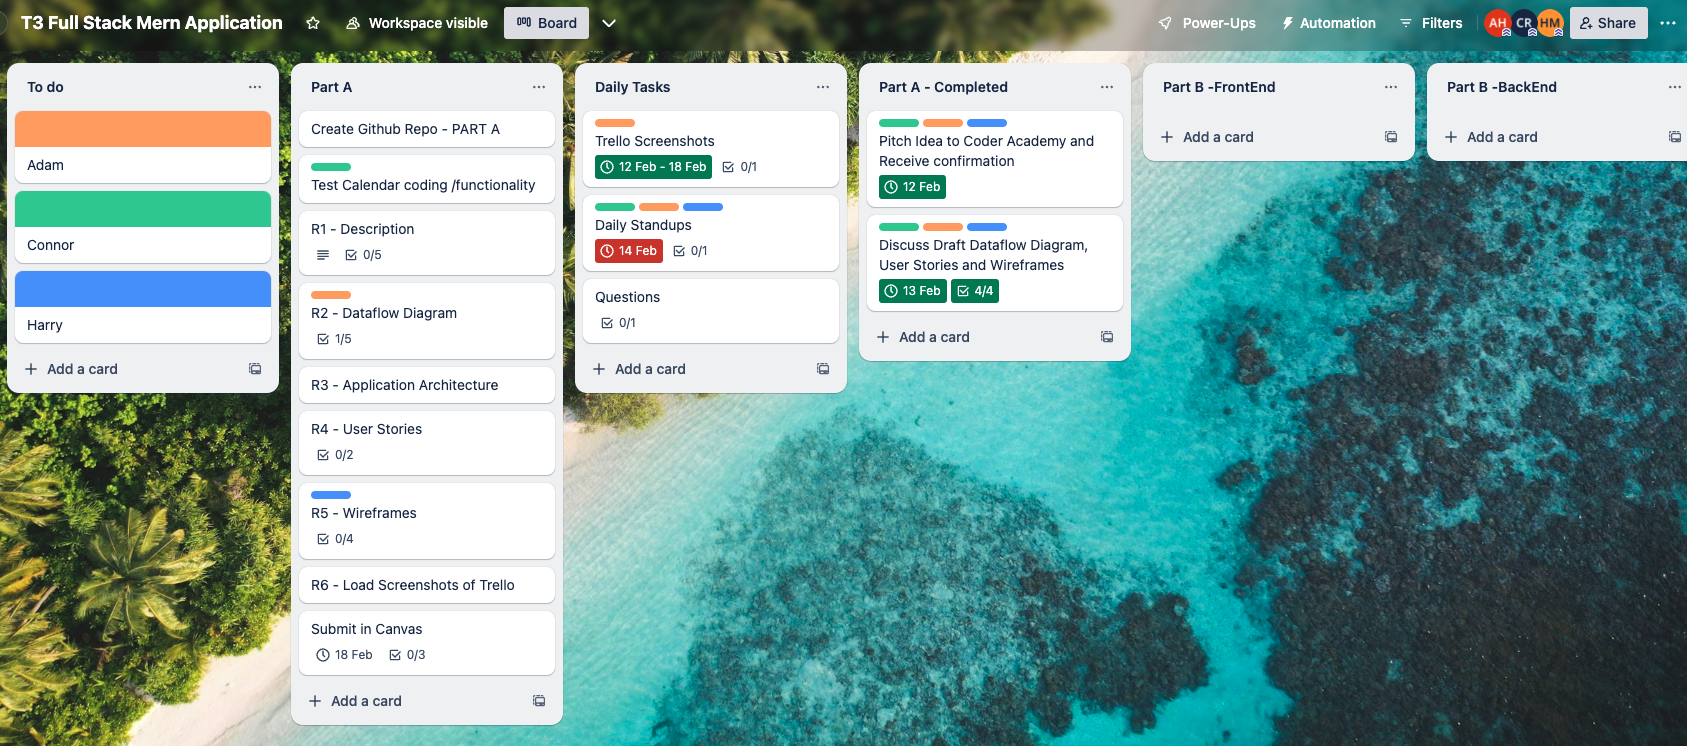 T3 Full Stack Mern Application
Workspace visible
Board
Power-Ups
Automation
Filters
AH
CR
HM
Share
To do
Adam
Connor
Harry
Add a card
Part A
Create Github Repo - PART A
Test Calendar coding /functionality
R1 - Description
0/5
R2 - Dataflow Diagram
1/5
R3 - Application Architecture
R4 - User Stories
0/2
R5 - Wireframes
0/4
R6 - Load Screenshots of Trello
Submit in Canvas
18 Feb 0/3
Add a card
Daily Tasks
Trello Screenshots
12 Feb - 18 Feb 0/1
Daily Standups
14 Feb 0/1
Questions
0/1
Add a card
Part A - Completed
Pitch Idea to Coder Academy and
Receive confirmation
12 Feb
Discuss Draft Dataflow Diagram,
User Stories and Wireframes
13 Feb 4/4
Add a card
Part B -FrontEnd
Add a card
Part B -BackEnd
Add a card